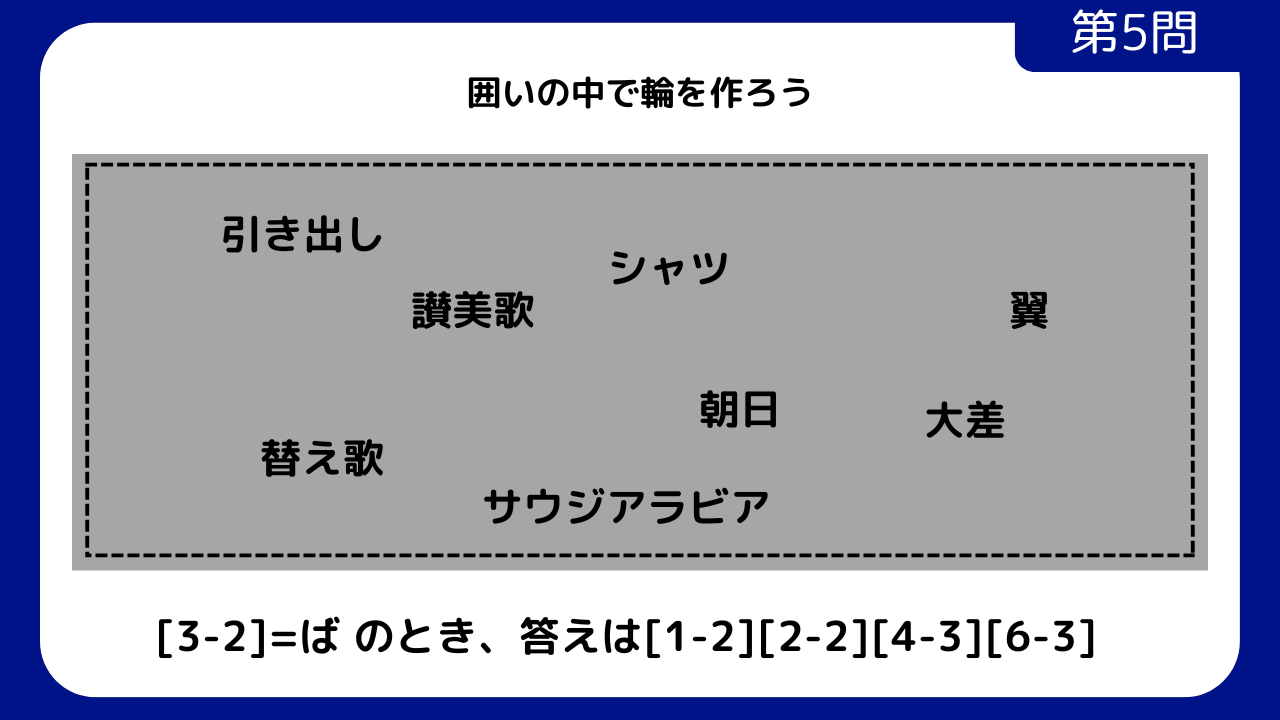 第5問
囲いの中で輪を作ろう
引き出し
シャツ
讃美歌
翼
朝日
大差
替え歌
サウジアラビア
[3-2]=ば のとき、答えは[1-2][2-2][4-3][6-3]